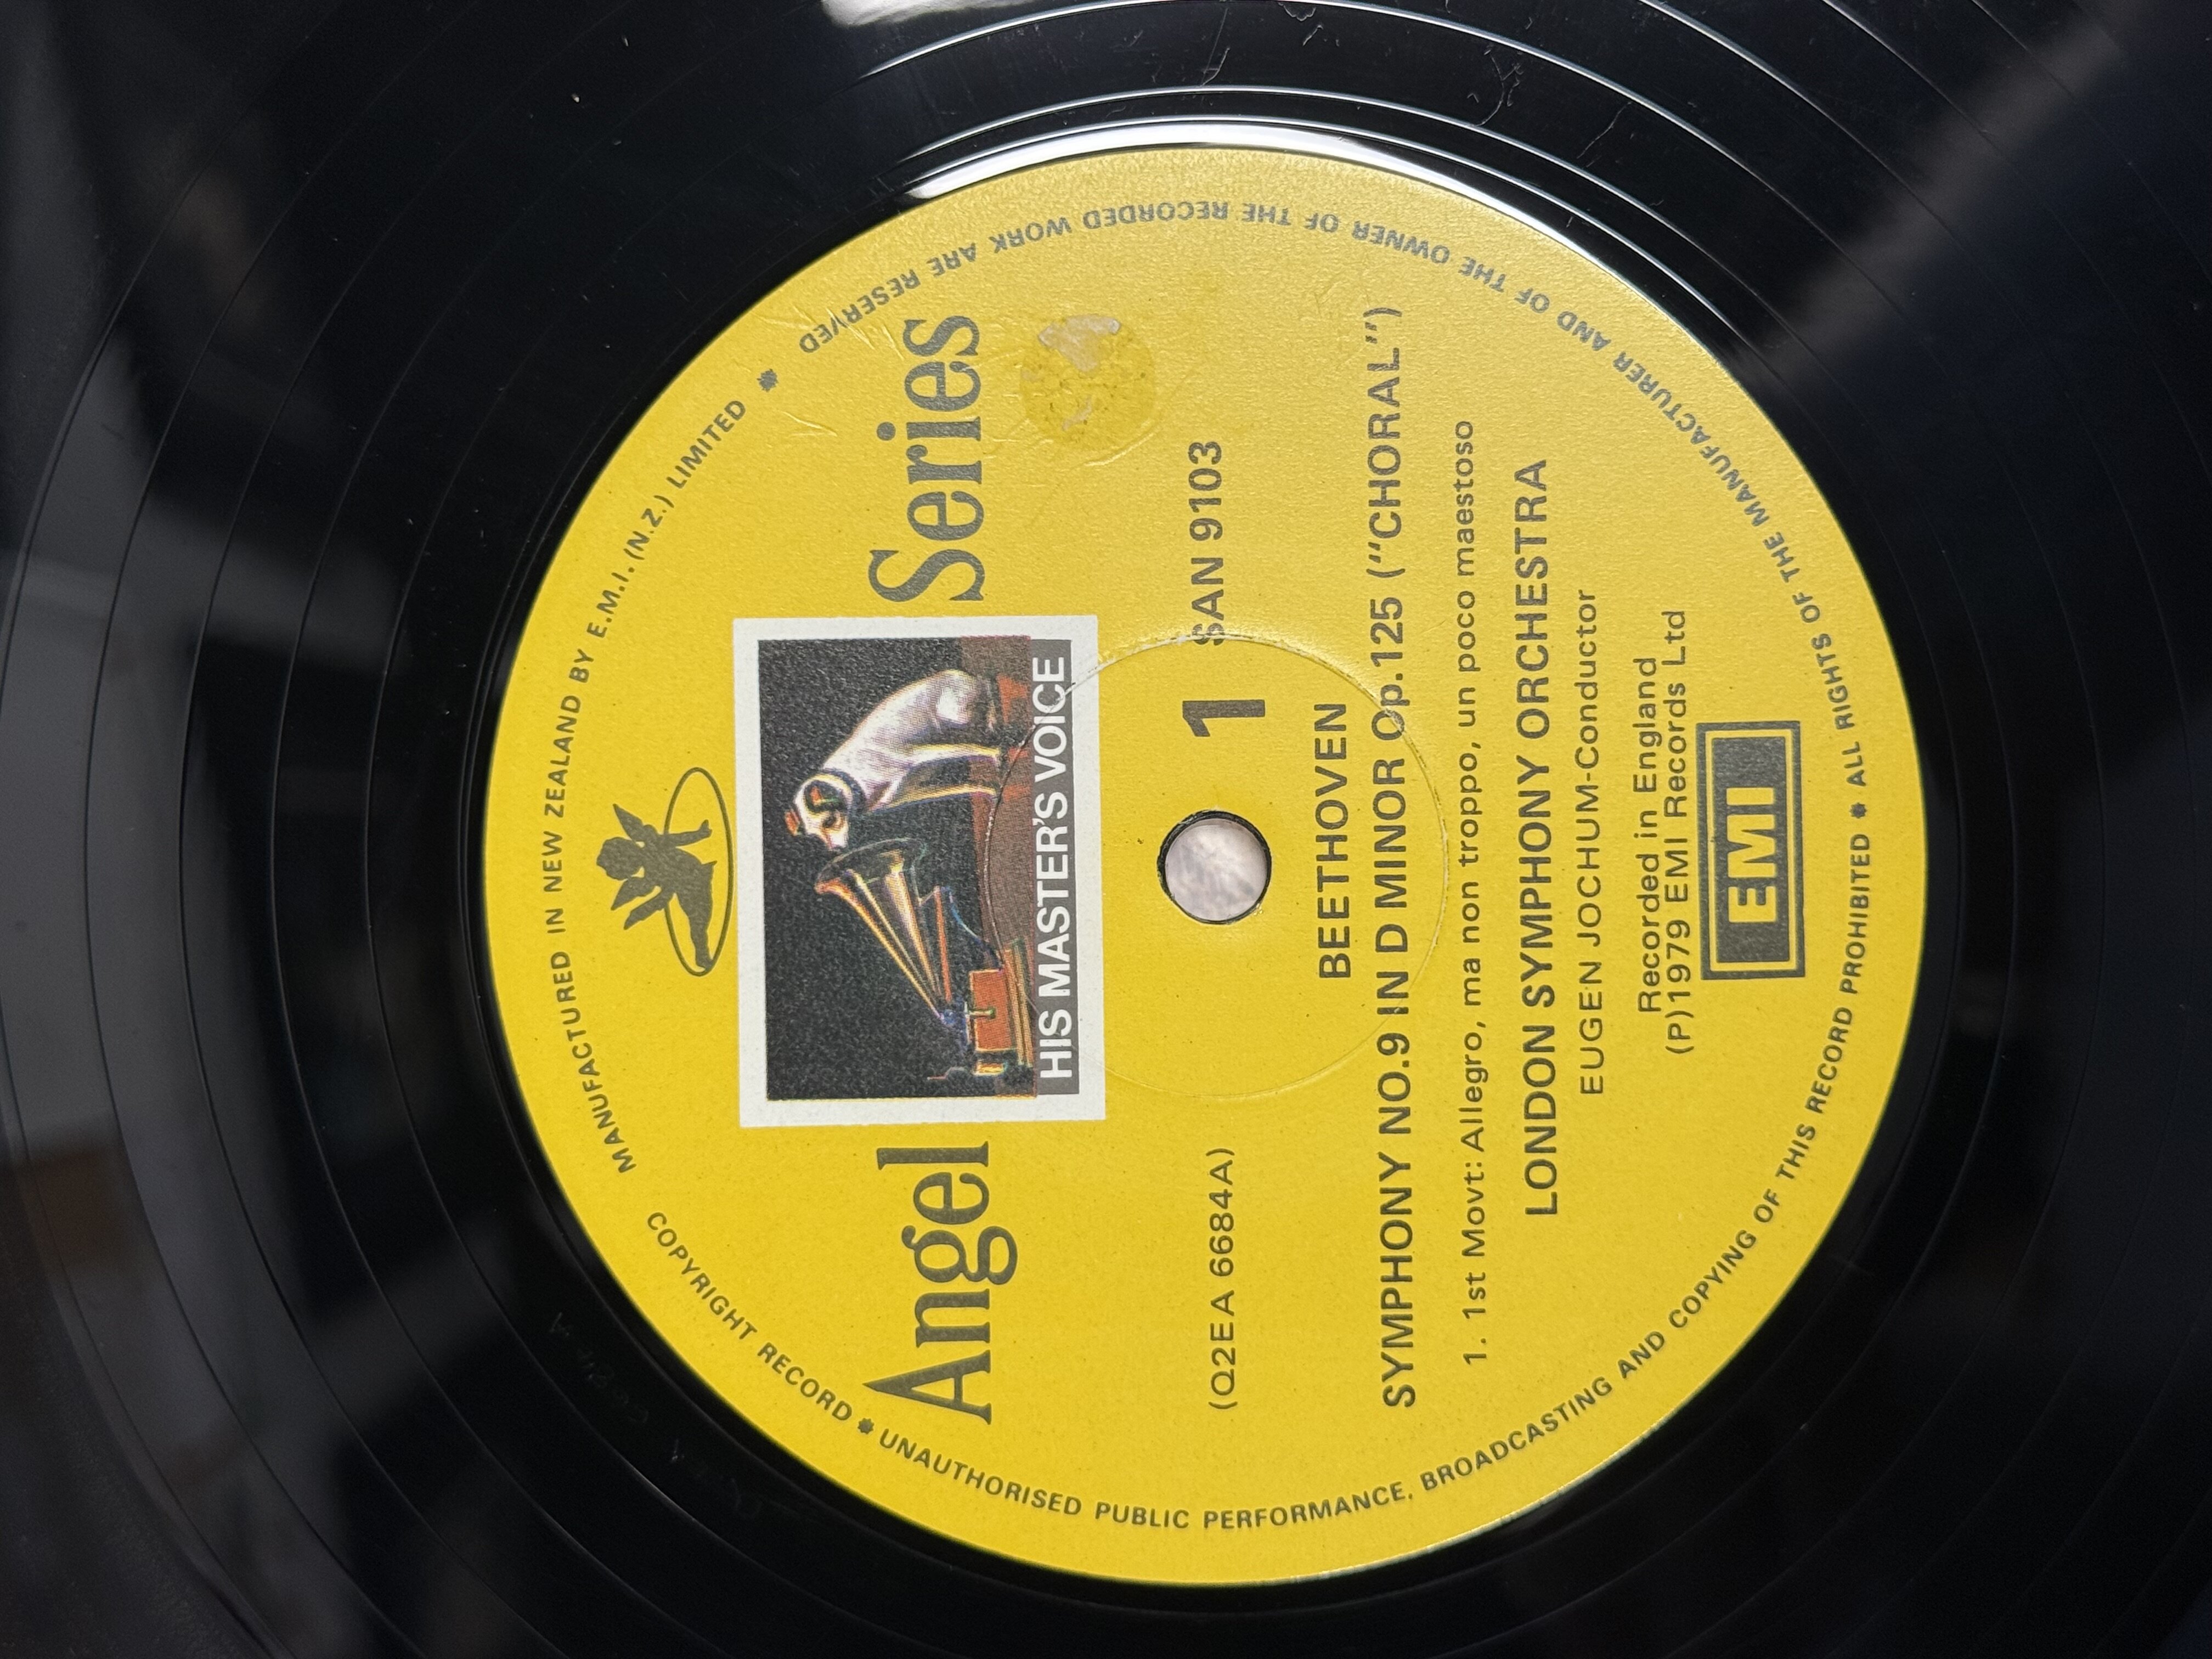 MANUFACTURED IN NEW ZEALAND BY E.M.I. (N.Z.) LIMITED * ALL RIGHTS OF THE MANUFACTURER AND OF THE OWNER OF THE RECORDED WORK ARE RESERVED *
COPYRIGHT RECORD * UNAUTHORISED PUBLIC PERFORMANCE, BROADCASTING AND COPYING OF THIS RECORD PROHIBITED *
Angel Series
HIS MASTER'S VOICE
(Q2EA 6684A) 1 SAN 9103
BEETHOVEN
SYMPHONY NO.9 IN D MINOR Op.125 ("CHORAL")
1. 1st Movt: Allegro, ma non troppo, un poco maestoso
LONDON SYMPHONY ORCHESTRA
EUGEN JOCHUM-Conductor
Recorded in England
(P)1979 EMI Records Ltd
EMI